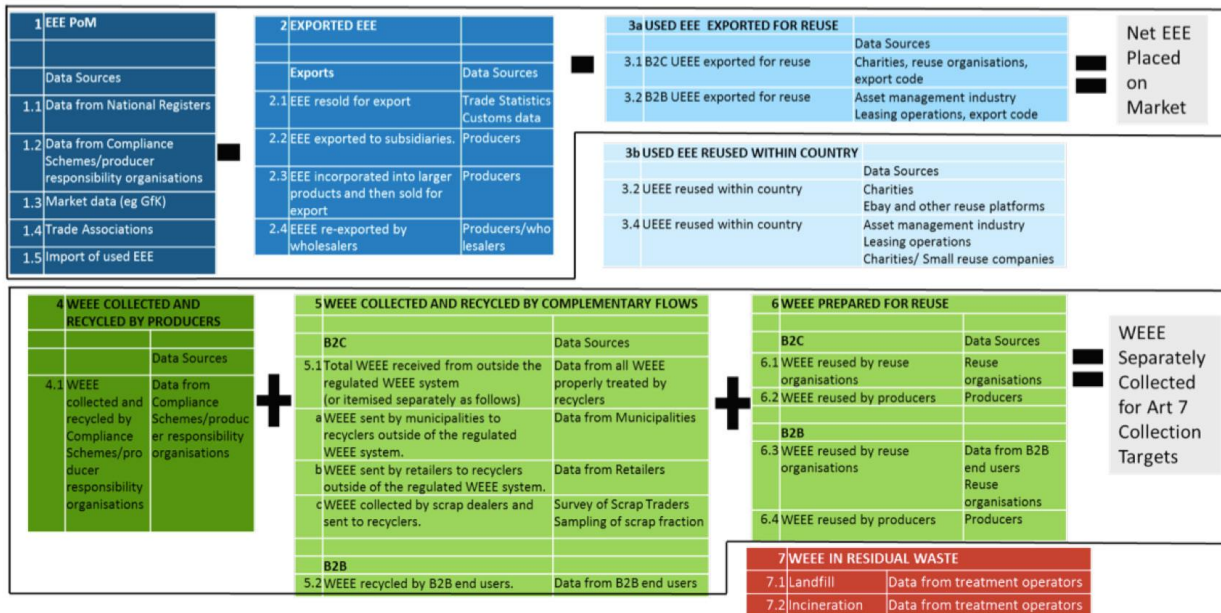 1 EEE PoM
Data Sources
1.1 Data from National Registers
1.2 Data from Compliance
Schemes/producer
responsibility organisations
1.3 Market data (eg GfK)
1.4 Trade Associations
1.5 Import of used EEE
2 EXPORTED EEE
Exports Data Sources
2.1 EEE resold for export Trade Statistics
Customs data
2.2 EEE exported to subsidiaries. Producers
2.3 EEE incorporated into larger Producers
products and then sold for
export
2.4 EEEE re-exported by Producers/who
wholesalers lesalers
3a USED EEE EXPORTED FOR REUSE
Data Sources
3.1 B2C UEEE exported for reuse Charities, reuse organisations,
export code
3.2 B2B UEEE exported for reuse Asset management industry
Leasing operations, export code
Net EEE
Placed
on
Market
3b USED EEE REUSED WITHIN COUNTRY
Data Sources
3.2 UEEE reused within country Charities
Ebay and other reuse platforms
3.4 UEEE reused within country Asset management industry
Leasing operations
Charities/ Small reuse companies
4 WEEE COLLECTED AND
RECYCLED BY PRODUCERS
Data Sources
4.1 WEEE Data from
collected and Compliance
recycled by Schemes/produc
Compliance er responsibility
Schemes/pro organisations
ducer
responsibility
organisations
5 WEEE COLLECTED AND RECYCLED BY COMPLEMENTARY FLOWS
B2C Data Sources
5.1 Total WEEE received from outside the Data from all WEEE
regulated WEEE system properly treated by
(or itemised separately as follows) recyclers
a WEEE sent by municipalities to Data from Municipalities
recyclers outside of the regulated
WEEE system.
b WEEE sent by retailers to recyclers Data from Retailers
outside of the regulated WEEE system.
c WEEE collected by scrap dealers and Survey of Scrap Traders
sent to recyclers. Sampling of scrap fraction
B2B
5.2 WEEE recycled by B2B end users. Data from B2B end users
6 WEEE PREPARED FOR REUSE
B2C Data Sources
6.1 WEEE reused by reuse Reuse
organisations organisations
6.2 WEEE reused by producers Producers
B2B
6.3 WEEE reused by reuse Data from B2B
organisations end users
Reuse
organisations
6.4 WEEE reused by producers Producers
WEEE
Separately
Collected
for Art 7
Collection
Targets
7 WEEE IN RESIDUAL WASTE
7.1 Landfill Data from treatment operators
7.2 Incineration Data from treatment operators